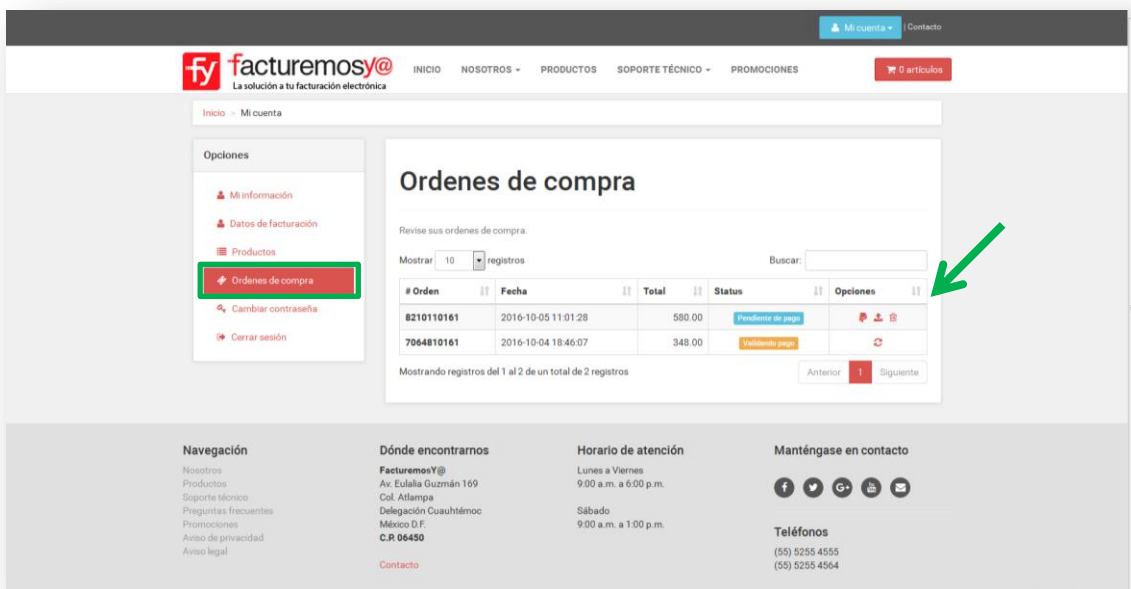 Mi cuenta | Contacto
fy facturemosy@
La solución a tu facturación electrónica
INICIO NOSOTROS PRODUCTOS SOPORTE TÉCNICO PROMOCIONES
0 artículos
Inicio > Mi cuenta
Opciones
Mi información
Datos de facturación
Productos
Ordenes de compra
Cambiar contraseña
Cerrar sesión
Ordenes de compra
Revise sus ordenes de compra.
Mostrar 10 registros Buscar:
# Orden Fecha Total Status Opciones
8210110161 2016-10-05 11:01:28 580.00 Pendiente de pago
7064810161 2016-10-04 18:46:07 348.00 Validando pago
Mostrando registros del 1 al 2 de un total de 2 registros
Anterior 1 Siguiente
Navegación
Nosotros
Productos
Soporte técnico
Preguntas frecuentes
Promociones
Aviso de privacidad
Aviso legal
Dónde encontrarnos
FacturemosY@
Av. Eulalia Guzmán 169
Col. Atlampa
Delegación Cuauhtémoc
México D.F.
C.P. 06450
Contacto
Horario de atención
Lunes a Viernes
9:00 a.m. a 6:00 p.m.
Sábado
9:00 a.m. a 1:00 p.m.
Manténgase en contacto
Teléfonos
(55) 5255 4555
(55) 5255 4564